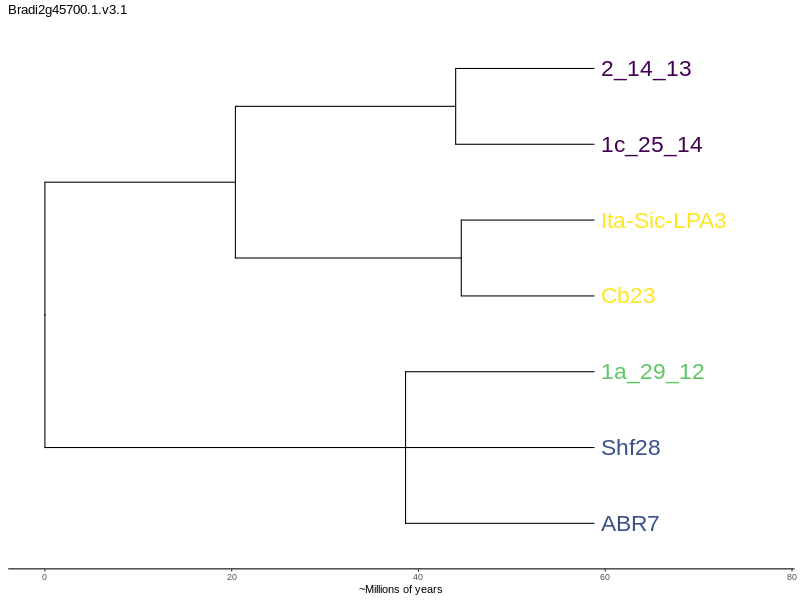 Bradi2g45700.1.v3.1
2_14_13
1c_25_14
Ita-Sic-LPA3
Cb23
1a_29_12
Shf28
ABR7
0 20 40 60 80
~Millions of years